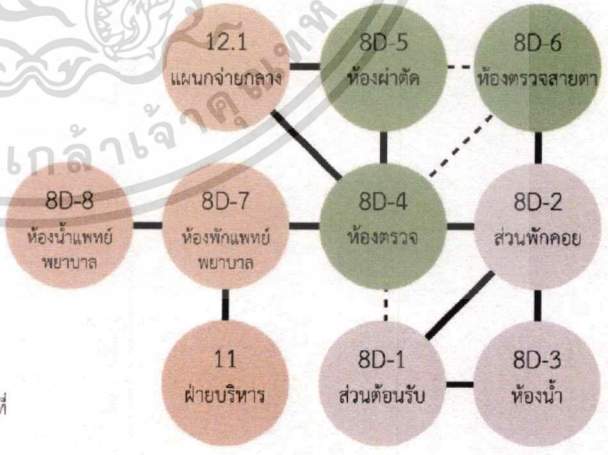 12.1
แผนกจ่ายกลาง
8D-5
ห้องผ่าตัด
8D-6
ห้องตรวจสายตา
8D-8
ห้องน้ำแพทย์
พยาบาล
8D-7
ห้องพักแพทย์
พยาบาล
8D-4
ห้องตรวจ
8D-2
ส่วนพักคอย
11
ฝ่ายบริหาร
8D-1
ส่วนต้อนรับ
8D-3
ห้องน้ำ
ที่